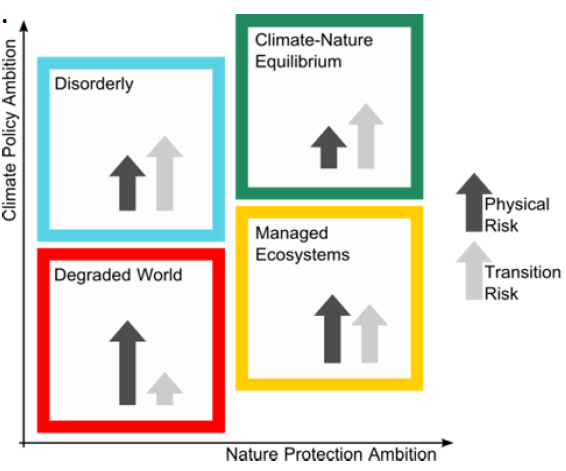 Climate Policy Ambition
Disorderly
Climate-Nature
Equilibrium
Degraded World
Managed
Ecosystems
Physical
Risk
Transition
Risk
Nature Protection Ambition